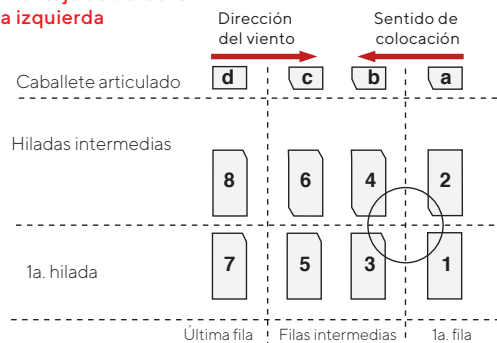 a izquierda
Dirección
del viento
Sentido de
colocación
Caballete articulado
d c b a
Hiladas intermedias
8 6 4 2
1a. hilada
7 5 3 1
Última fila Filas intermedias 1a. fila